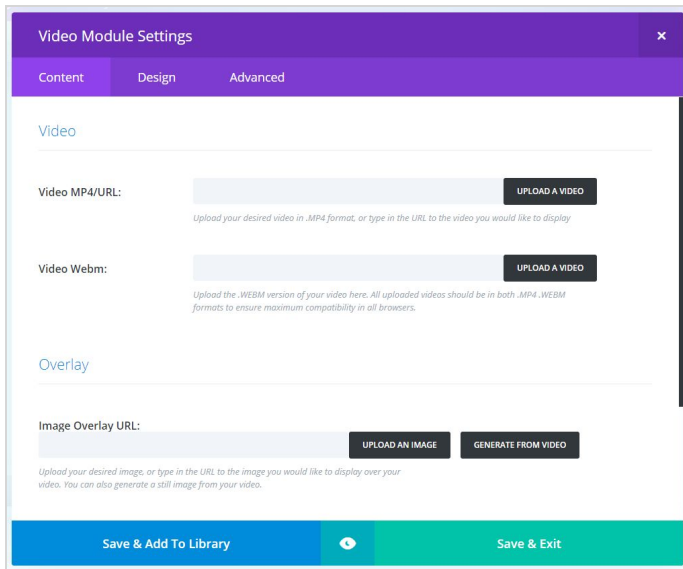 Video Module Settings
×
Content Design Advanced
Video
Video MP4/URL: UPLOAD A VIDEO
Upload your desired video in .MP4 format, or type in the URL to the video you would like to display
Video Webm: UPLOAD A VIDEO
Upload the .WEBM version of your video here. All uploaded videos should be in both .MP4 .WEBM
formats to ensure maximum compatibility in all browsers.
Overlay
Image Overlay URL:
UPLOAD AN IMAGE GENERATE FROM VIDEO
Upload your desired image, or type in the URL to the image you would like to display over your
video. You can also generate a still image from your video.
Save & Add To Library Save & Exit